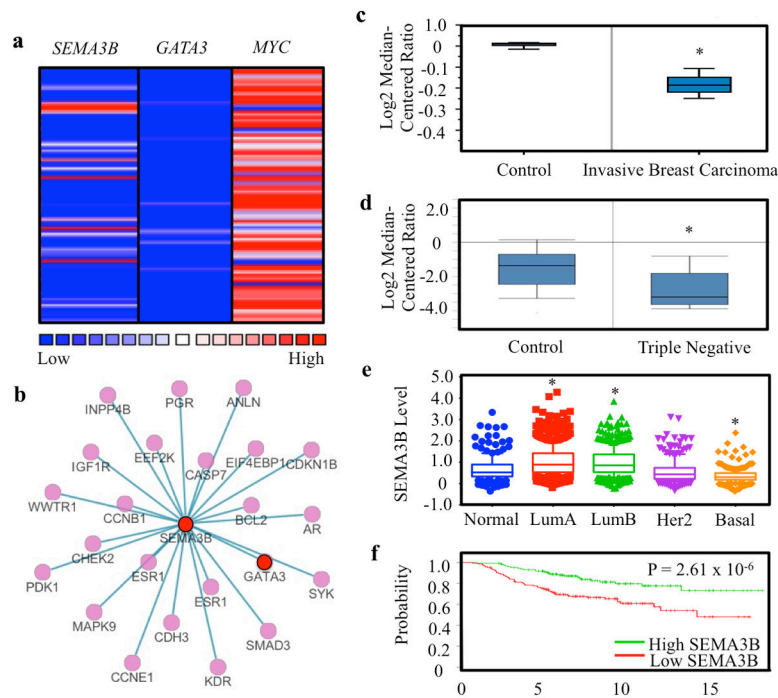 a
SEMA3B GATA3 MYC
Low High
b
PGR
ANLN
INPP4B
EEF2K
IGF1R
EIF4EBP1
CDKN1B
CASP7
WWTR1
CCNB1
BCL2
AR
SEMA3B
CHEK2
GATA3
PDK1
ESR1
SYK
ESR1
MAPK9
CDH3
SMAD3
CCNE1
KDR
c
Log2 Median-
Centered Ratio
0
-0.1
-0.2
-0.3
-0.4
*
Control Invasive Breast Carcinoma
d
Log2 Median-
Centered Ratio
2.0
0
-2.0
-4.0
*
Control Triple Negative
e
SEMA3B Level
5.0
4.0
3.0
2.0
1.0
0
-1.0
* * *
Normal LumA LumB Her2 Basal
f
Probability
1.0
0.8
0.6
0.4
0.2
0
P = 2.61 x 10-6
High SEMA3B
Low SEMA3B
0 5 10 15